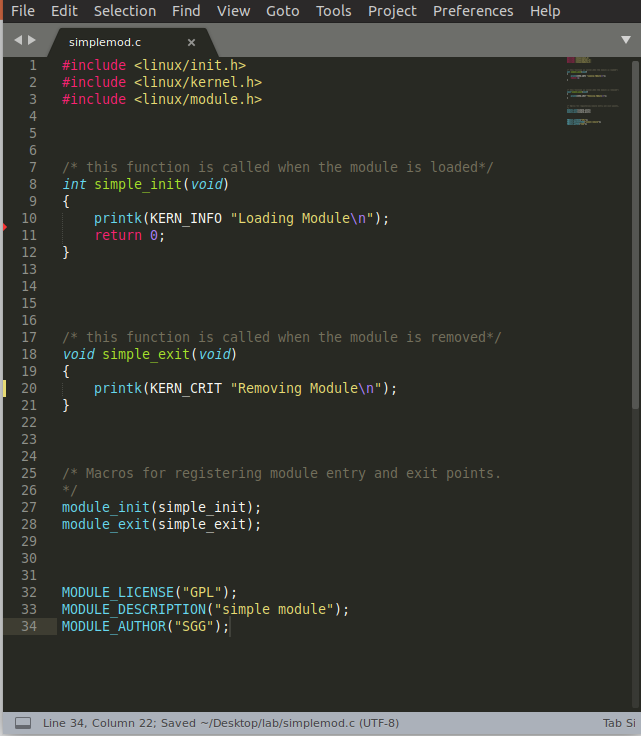 File Edit Selection Find View Goto Tools Project Preferences Help
simplemod.c ×
1 #include <linux/init.h>
2 #include <linux/kernel.h>
3 #include <linux/module.h>
4
5
6
7 /* this function is called when the module is loaded*/
8 int simple_init(void)
9 {
10 printk(KERN_INFO "Loading Module\n");
11 return 0;
12 }
13
14
15
16
17 /* this function is called when the module is removed*/
18 void simple_exit(void)
19 {
20 printk(KERN_CRIT "Removing Module\n");
21 }
22
23
24
25 /* Macros for registering module entry and exit points.
26 */
27 module_init(simple_init);
28 module_exit(simple_exit);
29
30
31
32 MODULE_LICENSE("GPL");
33 MODULE_DESCRIPTION("simple module");
34 MODULE_AUTHOR("SGG");
Line 34, Column 22; Saved ~/Desktop/lab/simplemod.c (UTF-8) Tab Si